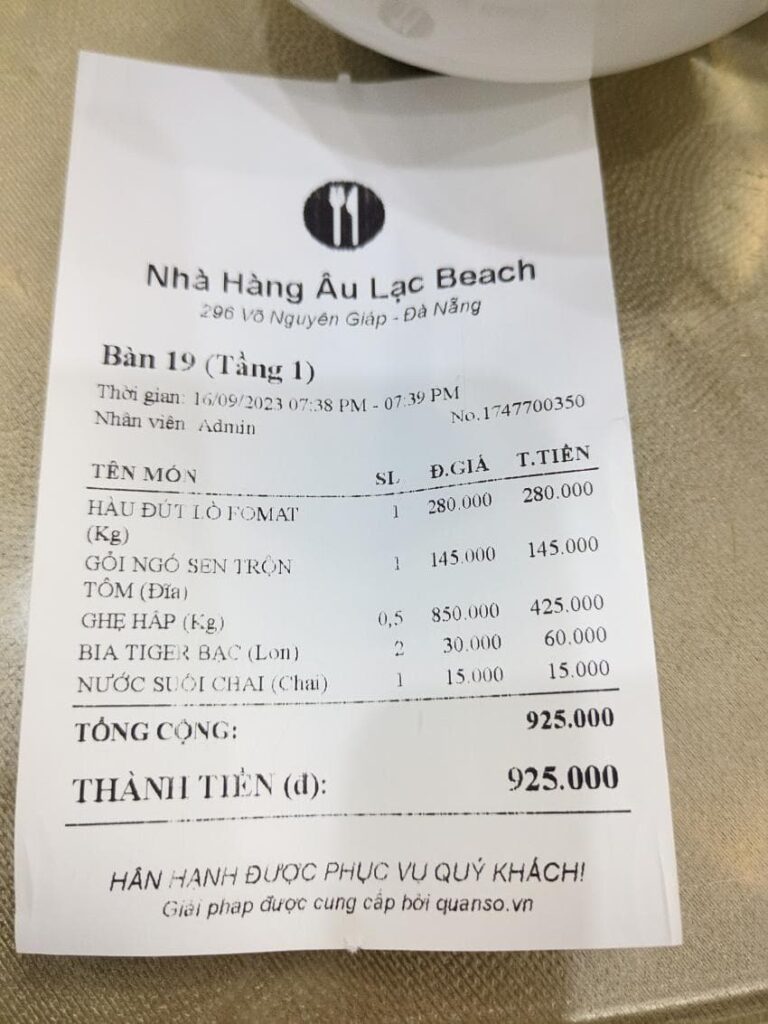 Nhà Hàng Âu Lạc Beach
296 Võ Nguyên Giáp - Đà Nẵng
Bàn 19 (Tầng 1)
Thời gian: 16/09/2023 07:38 PM - 07:39 PM
Nhân viên Admin No.1747700350
TÊN MÓN SL Đ.GIÁ T.TIỀN
HÀU ĐÚT LÒ FOMAT 1 280.000 280.000
(Kg)
GỎI NGÓ SEN TRỘN 1 145.000 145.000
TÔM (Đĩa)
GHẸ HẤP (Kg) 0,5 850.000 425.000
BIA TIGER BẠC (Lon) 2 30.000 60.000
NƯỚC SUỐI CHAI (Chai) 1 15.000 15.000
TỔNG CỘNG: 925.000
THÀNH TIỀN (đ): 925.000
HÂN HẠNH ĐƯỢC PHỤC VỤ QUÝ KHÁCH!
Giải pháp được cung cấp bởi quanso.vn